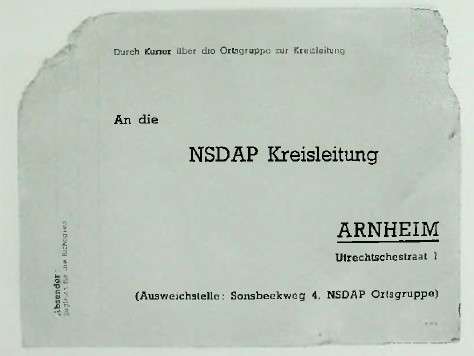 Durch Kurier über die Ortsgruppe zur Kreisleitung
An die
NSDAP Kreisleitung
ARNHEIM
Utrechtschestraat 1
(Ausweichstelle: Sonsbeekweg 4, NSDAP Ortsgruppe)
Absender: